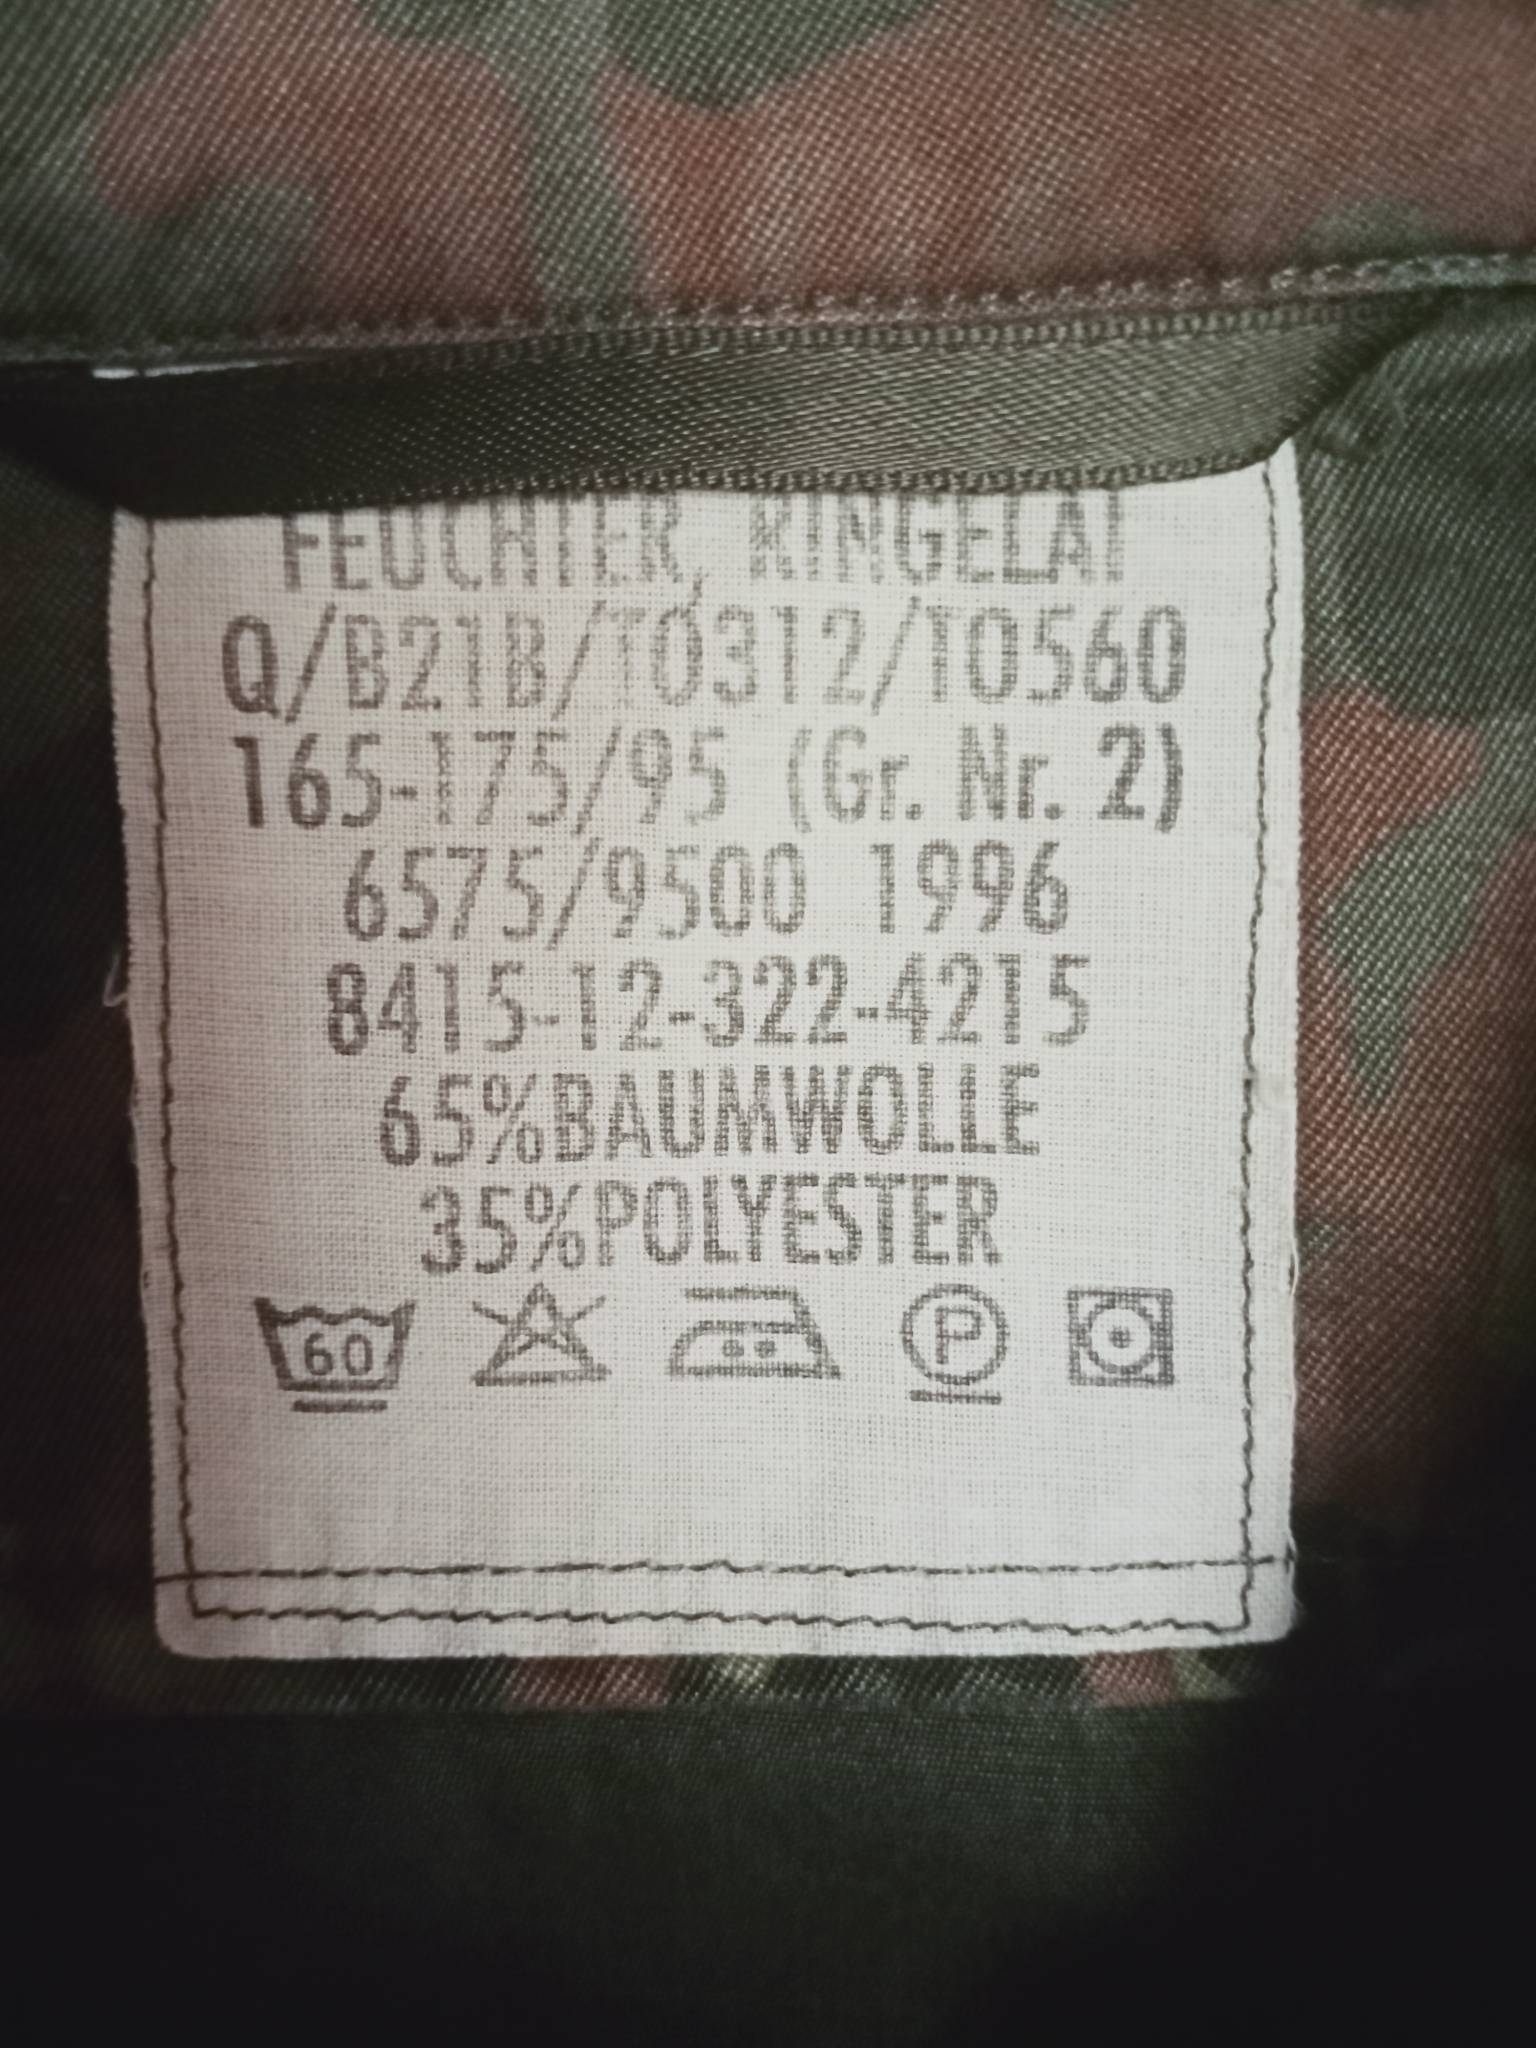 FEUCHTER, RINGELAI
Q/B21B/T0312/T0560
165-175/95 (Gr. Nr. 2)
6575/9500 1996
8415-12-322-4215
65%BAUMWOLLE
35%POLYESTER
60 P